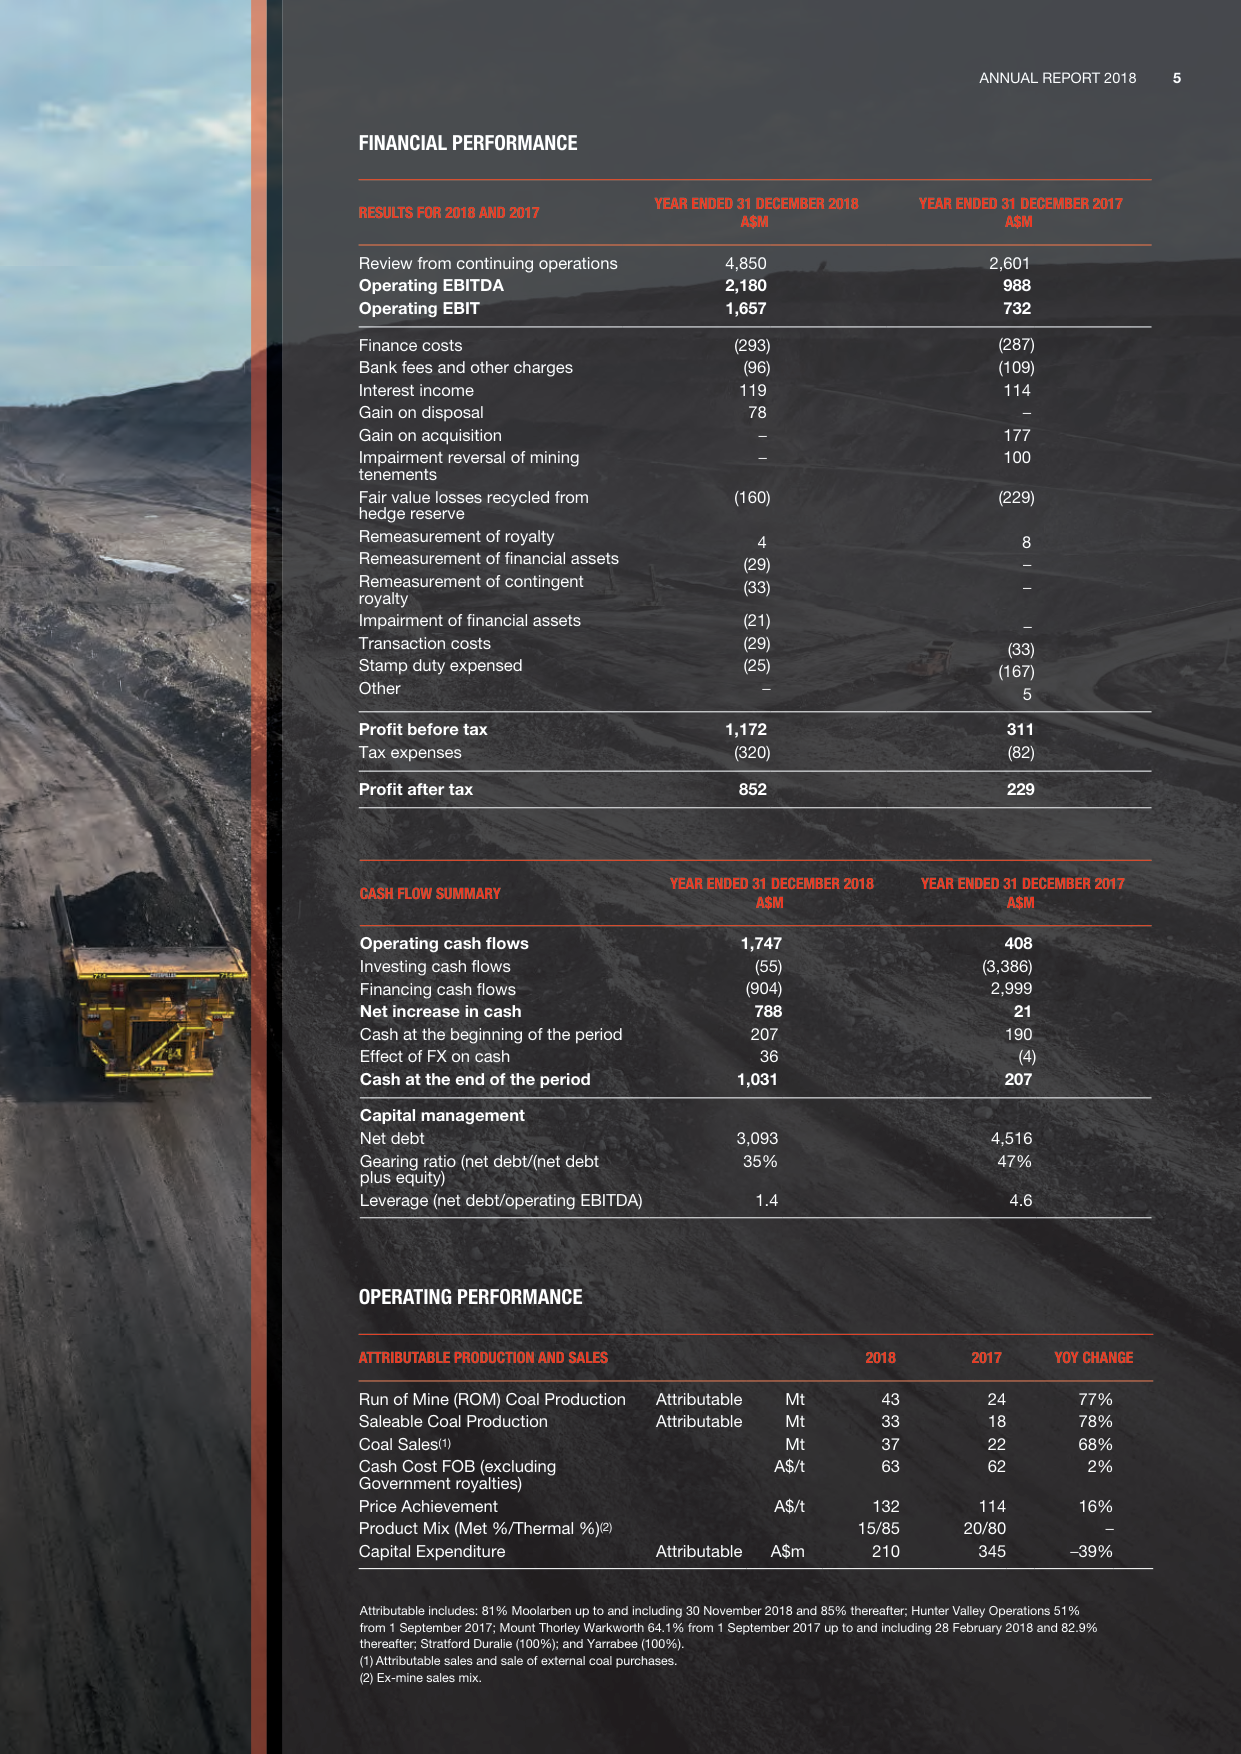 ANNUAL REPORT 2018 5
FINANCIAL PERFORMANCE
RESULTS FOR 2018 AND 2017 YEAR ENDED 31 DECEMBER 2018 A$M YEAR ENDED 31 DECEMBER 2017 A$M
Review from continuing operations 4,850 2,601
Operating EBITDA 2,180 988
Operating EBIT 1,657 732
Finance costs (293) (287)
Bank fees and other charges (96) (109)
Interest income 119 114
Gain on disposal 78 –
Gain on acquisition – 177
Impairment reversal of mining – 100
tenements
Fair value losses recycled from (160) (229)
hedge reserve
Remeasurement of royalty 4 8
Remeasurement of financial assets (29) –
Remeasurement of contingent (33) –
royalty
Impairment of financial assets (21) –
Transaction costs (29) (33)
Stamp duty expensed (25) (167)
Other – 5
Profit before tax 1,172 311
Tax expenses (320) (82)
Profit after tax 852 229
CASH FLOW SUMMARY YEAR ENDED 31 DECEMBER 2018 A$M YEAR ENDED 31 DECEMBER 2017 A$M
Operating cash flows 1,747 408
Investing cash flows (55) (3,386)
Financing cash flows (904) 2,999
Net increase in cash 788 21
Cash at the beginning of the period 207 190
Effect of FX on cash 36 (4)
Cash at the end of the period 1,031 207
Capital management
Net debt 3,093 4,516
Gearing ratio (net debt/(net debt 35% 47%
plus equity)
Leverage (net debt/operating EBITDA) 1.4 4.6
OPERATING PERFORMANCE
ATTRIBUTABLE PRODUCTION AND SALES 2018 2017 YOY CHANGE
Run of Mine (ROM) Coal Production Attributable Mt 43 24 77%
Saleable Coal Production Attributable Mt 33 18 78%
Coal Sales(1) Mt 37 22 68%
Cash Cost FOB (excluding A$/t 63 62 2%
Government royalties)
Price Achievement A$/t 132 114 16%
Product Mix (Met %/Thermal %)(2) 15/85 20/80 –
Capital Expenditure Attributable A$m 210 345 –39%
Attributable includes: 81% Moolarben up to and including 30 November 2018 and 85% thereafter; Hunter Valley Operations 51%
from 1 September 2017; Mount Thorley Warkworth 64.1% from 1 September 2017 up to and including 28 February 2018 and 82.9%
thereafter; Stratford Duralie (100%); and Yarrabee (100%).
(1) Attributable sales and sale of external coal purchases.
(2) Ex-mine sales mix.
714
714
714